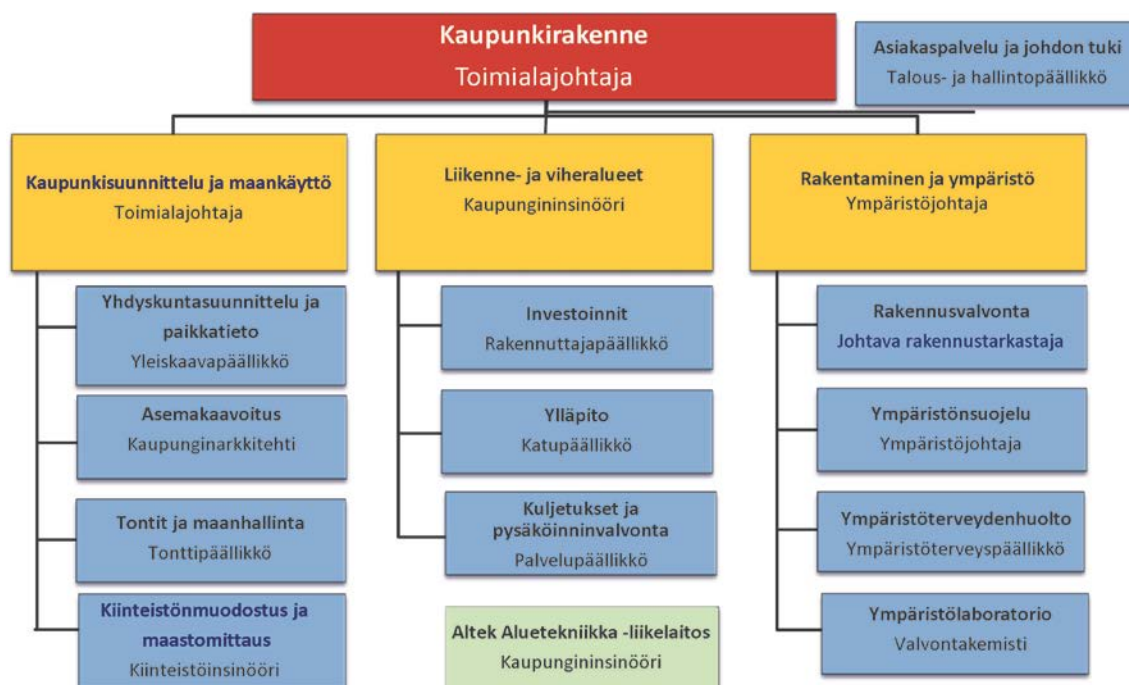 Kaupunkirakenne
Toimialajohtaja
Asiakaspalvelu ja johdon tuki
Talous- ja hallintopäällikkö
Kaupunkisuunnittelu ja maankäyttö
Toimialajohtaja
Yhdyskuntasuunnittelu ja
paikkatieto
Yleiskaavapäällikkö
Asemakaavoitus
Kaupunginarkkitehti
Tontit ja maanhallinta
Tonttipäällikkö
Kiinteistönmuodostus ja
maastomittaus
Kiinteistöinsinööri
Liikenne- ja viheralueet
Kaupungininsinööri
Investoinnit
Rakennuttajapäällikkö
Ylläpito
Katupäällikkö
Kuljetukset ja
pysäköinninvalvonta
Palvelupäällikkö
Altek Aluetekniikka -liikelaitos
Kaupungininsinööri
Rakentaminen ja ympäristö
Ympäristöjohtaja
Rakennusvalvonta
Johtava rakennustarkastaja
Ympäristönsuojelu
Ympäristöjohtaja
Ympäristöterveydenhuolto
Ympäristöterveyspäällikkö
Ympäristölaboratorio
Valvontakemisti